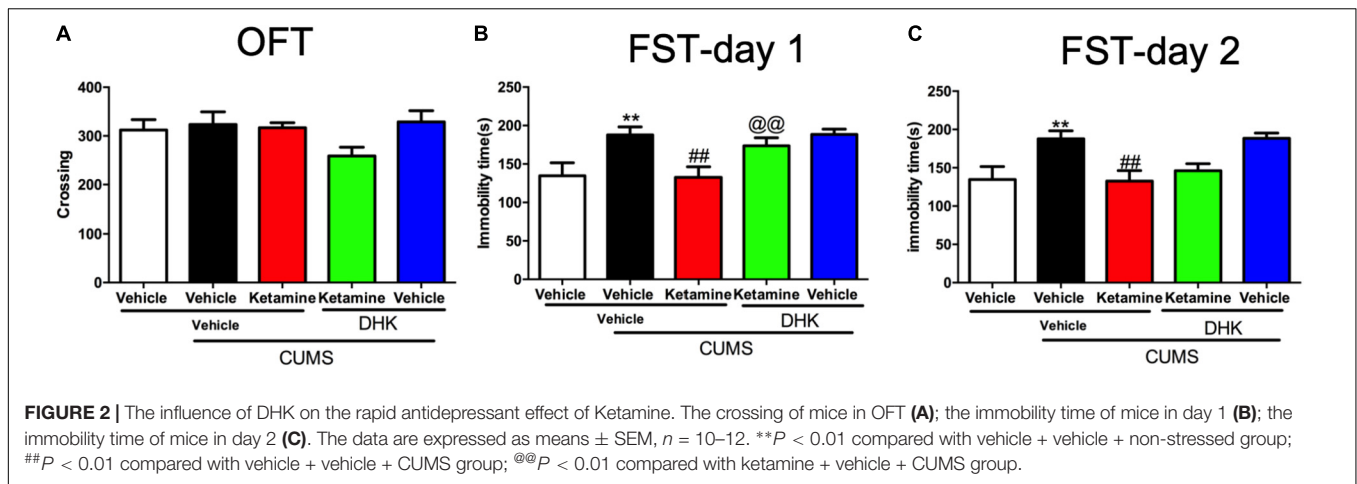 A
OFT
Crossing
400
300
200
100
0
Vehicle Vehicle Ketamine Ketamine Vehicle
Vehicle
DHK
CUMS
B
FST-day 1
Immobility time(s)
250
200
150
100
50
0
**
##
@@
Vehicle Vehicle Ketamine Ketamine Vehicle
Vehicle
DHK
CUMS
C
FST-day 2
immobility time(s)
250
200
150
100
50
0
**
##
Vehicle Vehicle Ketamine Ketamine Vehicle
Vehicle
DHK
CUMS
FIGURE 2 | The influence of DHK on the rapid antidepressant effect of Ketamine. The crossing of mice in OFT (A); the immobility time of mice in day 1 (B); the
immobility time of mice in day 2 (C). The data are expressed as means ± SEM, n = 10–12. **P < 0.01 compared with vehicle + vehicle + non-stressed group;
##P < 0.01 compared with vehicle + vehicle + CUMS group; @@P < 0.01 compared with ketamine + vehicle + CUMS group.